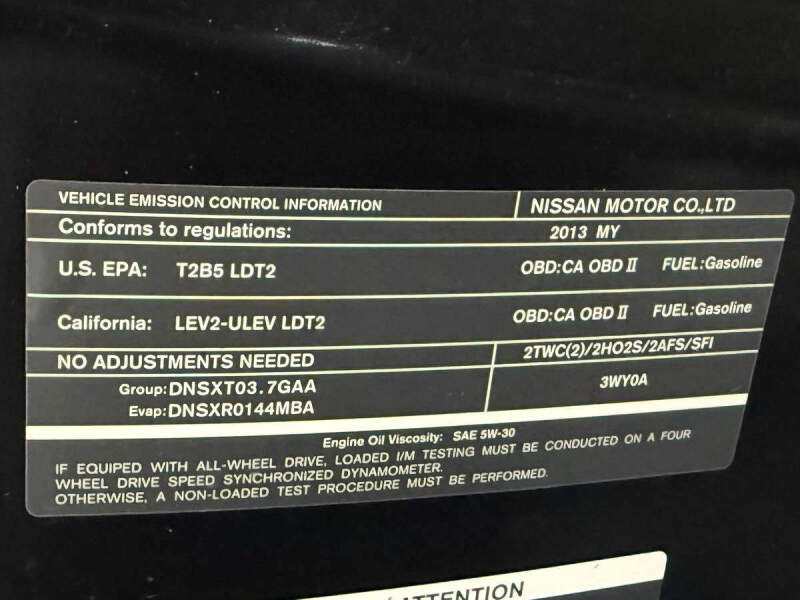 VEHICLE EMISSION CONTROL INFORMATION NISSAN MOTOR CO.,LTD
Conforms to regulations: 2013 MY
U.S. EPA: T2B5 LDT2 OBD:CA OBD II FUEL:Gasoline
California: LEV2-ULEV LDT2 OBD:CA OBD II FUEL:Gasoline
NO ADJUSTMENTS NEEDED 2TWC(2)/2HO2S/2AFS/SFI
Group:DNSXT03.7GAA 3WY0A
Evap:DNSXR0144MBA
Engine Oil Viscosity: SAE 5W-30
IF EQUIPED WITH ALL-WHEEL DRIVE, LOADED I/M TESTING MUST BE CONDUCTED ON A FOUR
WHEEL DRIVE SPEED SYNCHRONIZED DYNAMOMETER.
OTHERWISE, A NON-LOADED TEST PROCEDURE MUST BE PERFORMED.
ATTENTION